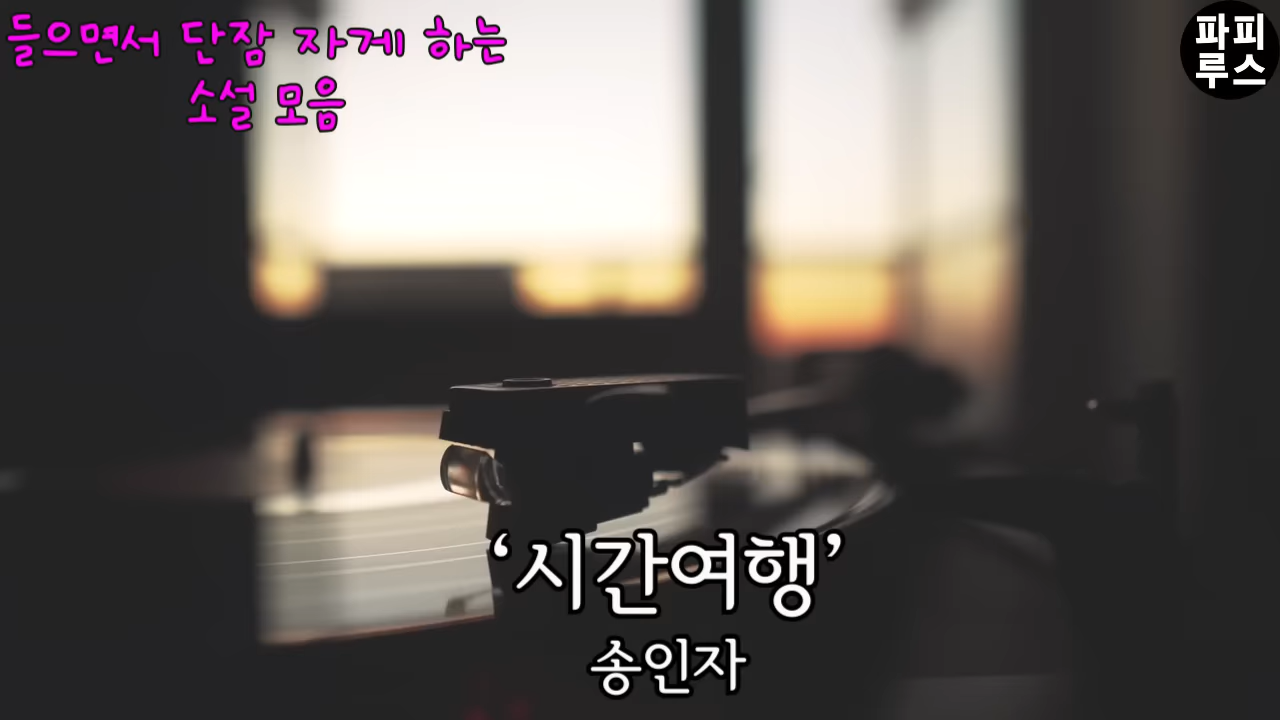 들으면서 단잠 자게 하는
소설 모음
파피
루스
‘시간여행’
송인자